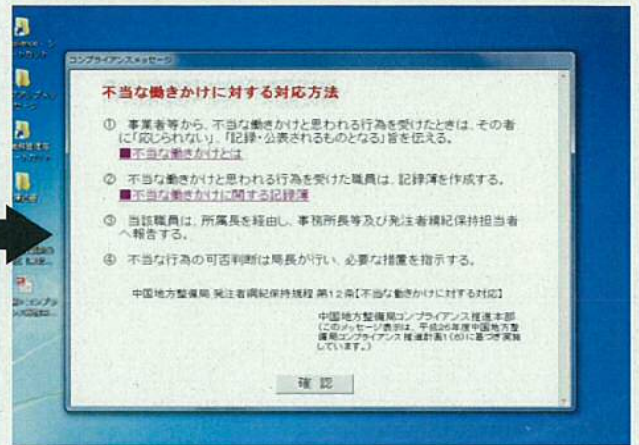 コンプライアンスメッセージ
不当な働きかけに対する対応方法
① 事業者等から、不当な働きかけと思われる行為を受けたときは、その者
に「応じられない」、「記録・公表されるものとなる」旨を伝える。
■不当な働きかけとは
② 不当な働きかけと思われる行為を受けた職員は、記録簿を作成する。
■不当な働きかけに関する記録簿
③ 当該職員は、所属長を経由し、事務所長等及び発注者綱紀保持担当者
へ報告する。
④ 不当な行為の可否判断は局長が行い、必要な措置を指示する。
中国地方整備局 発注者綱紀保持規程 第12条【不当な働きかけに対する対応】
中国地方整備局コンプライアンス推進本部
(このメッセージ表示は、平成26年度中国地方整
備局コンプライアンス推進計画1(6)に基づき実施
しています。)
確 認